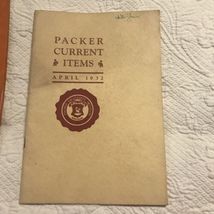 PACKER
CURRENT
ITEMS
APRIL 1932